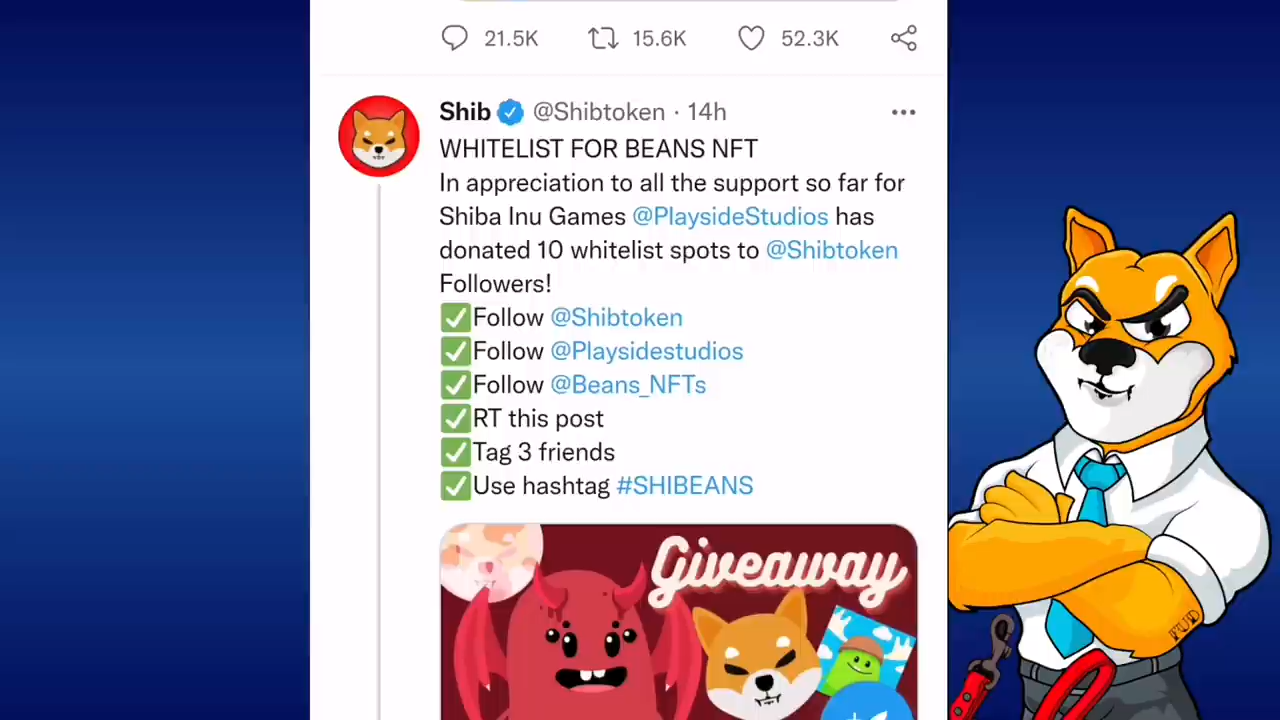 21.5K 15.6K 52.3K
Shib @Shibtoken · 14h
WHITELIST FOR BEANS NFT
In appreciation to all the support so far for
Shiba Inu Games @PlaysideStudios has
donated 10 whitelist spots to @Shibtoken
Followers!
✅Follow @Shibtoken
✅Follow @Playsidestudios
✅Follow @Beans_NFTs
✅RT this post
✅Tag 3 friends
✅Use hashtag #SHIBEANS
Giveaway
FUD